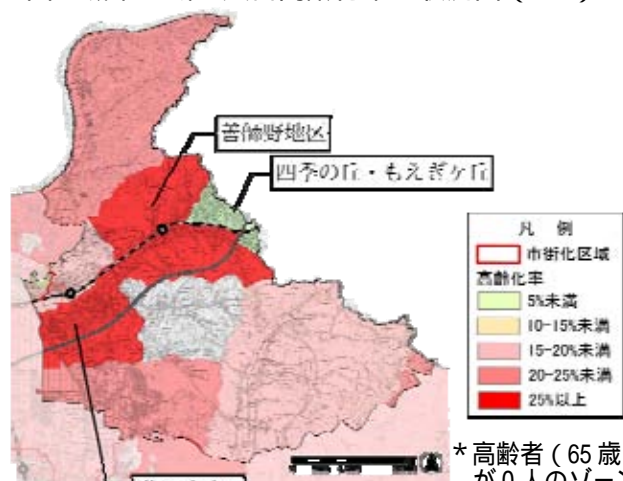 善師野地区
四季の丘・もえぎケ丘
凡 例
市街化区域
高齢化率
5%未満
10-15%未満
15-20%未満
20-25%未満
25%以上
*高齢者(65歳
が0人のゾーン